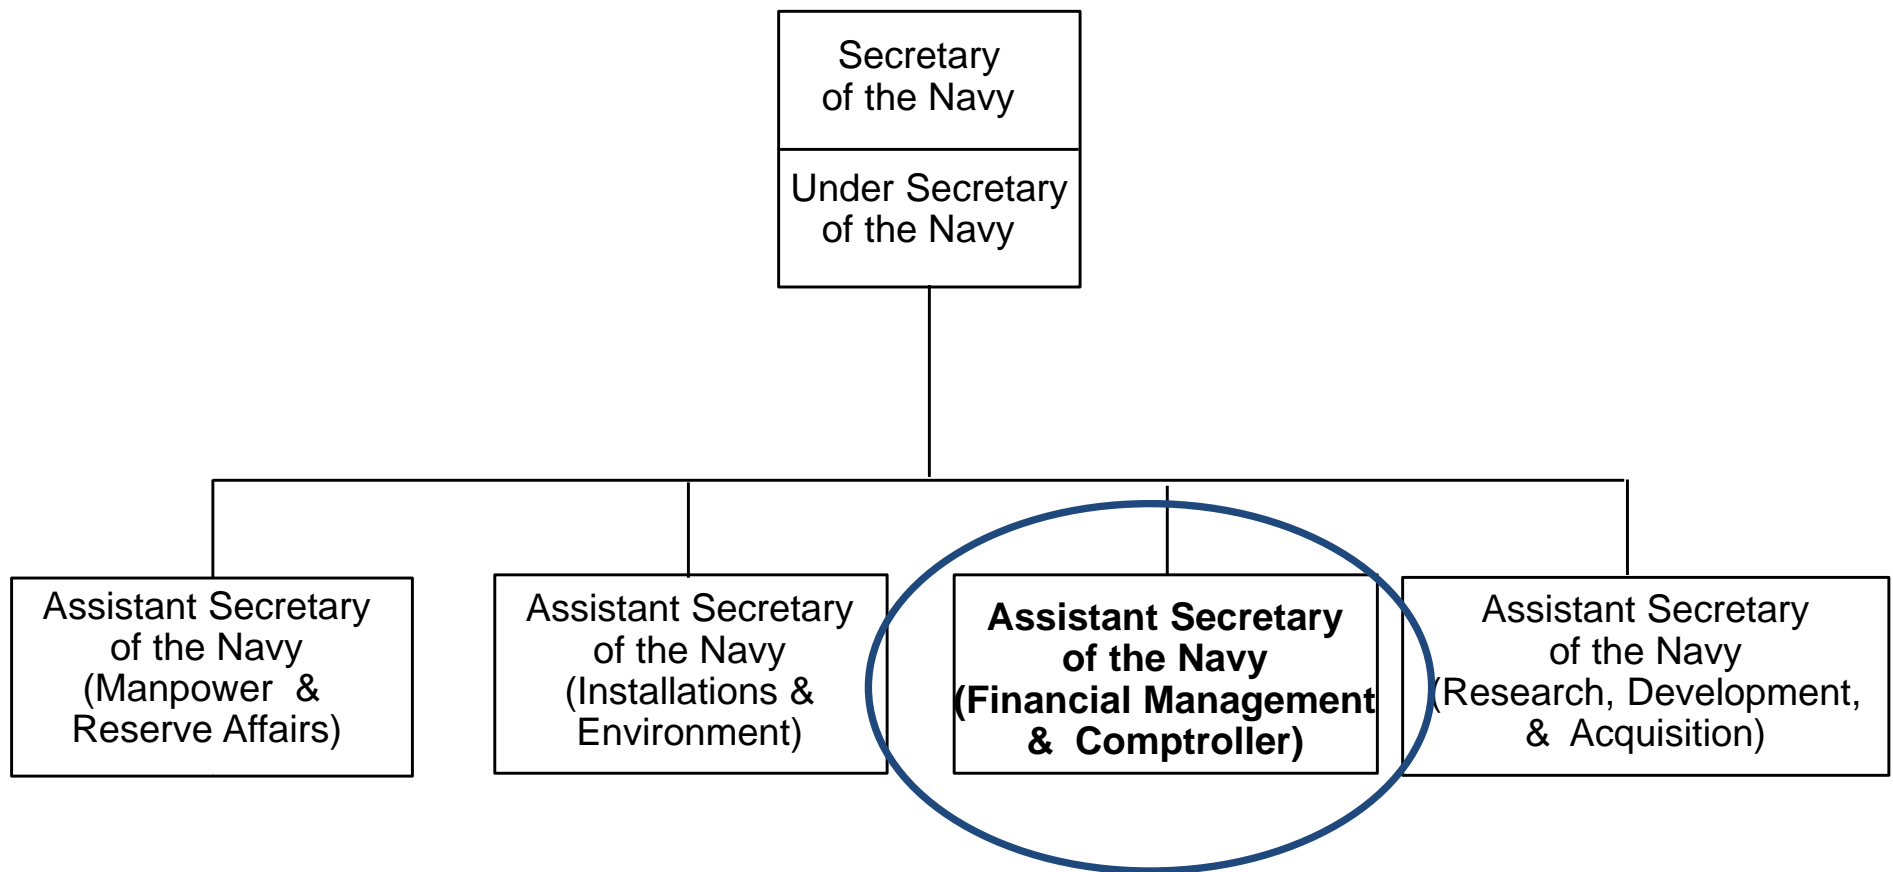 Secretary
of the Navy
Under Secretary
of the Navy
Assistant Secretary
of the Navy
(Manpower & 
Reserve Affairs)
Assistant Secretary
of the Navy
(Installations &
Environment)
Assistant Secretary
of the Navy
(Financial Management
& Comptroller)
Assistant Secretary
of the Navy
(Research, Development,
& Acquisition)